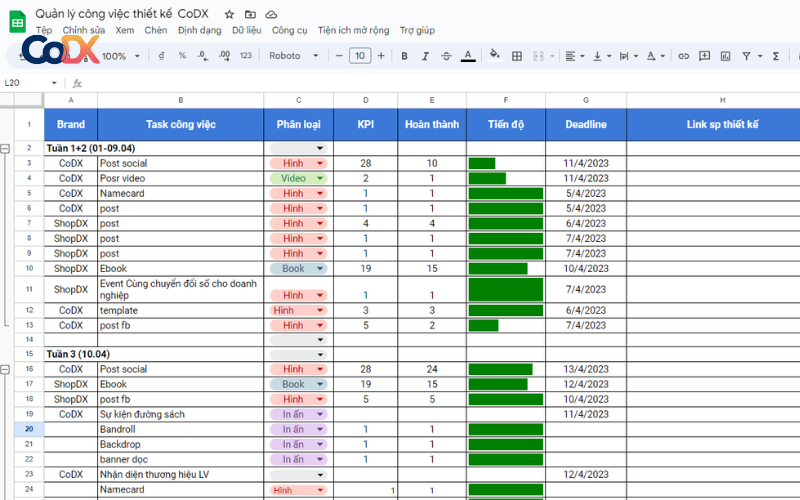 Quản lý công việc thiết kế CoDX
Tệp Chỉnh sửa Xem Chèn Định dạng Dữ liệu Công cụ Tiện ích mở rộng Trợ giúp
CoDX
100% đ % .0 .00 123 Roboto 10 B I A
L20 fx
A B C D E F G H
1 Brand Task công việc Phân loại KPI Hoàn thành Tiến độ Deadline Link sp thiết kế
2 Tuần 1+2 (01-09.04)
3 CoDX Post social Hình 28 10 11/4/2023
4 CoDX Posr video Video 2 1 11/4/2023
5 CoDX Namecard Hình 1 1 5/4/2023
6 CoDX post Hình 1 1 5/4/2023
7 ShopDX post Hình 4 4 6/4/2023
8 ShopDX post Hình 1 1 7/4/2023
9 ShopDX post Hình 1 1 7/4/2023
10 ShopDX Ebook Book 19 15 10/4/2023
11 ShopDX Event Cùng chuyển đổi số cho doanh
nghiệp Hình 1 1 7/4/2023
12 CoDX template Hình 3 3 6/4/2023
13 CoDX post fb Hình 5 2 7/4/2023
14
15 Tuần 3 (10.04)
16 CoDX Post social Hình 28 24 13/4/2023
17 ShopDX Ebook Book 19 15 12/4/2023
18 ShopDX post fb Hình 5 5 10/4/2023
19 CoDX Sự kiện đường sách In ấn 11/4/2023
20 Bandroll In ấn 1 1
21 Backdrop In ấn 1 1
22 banner dọc In ấn 1 1
23 CoDX Nhận diện thương hiệu LV 12/4/2023
24 Namecard Hình 1 1